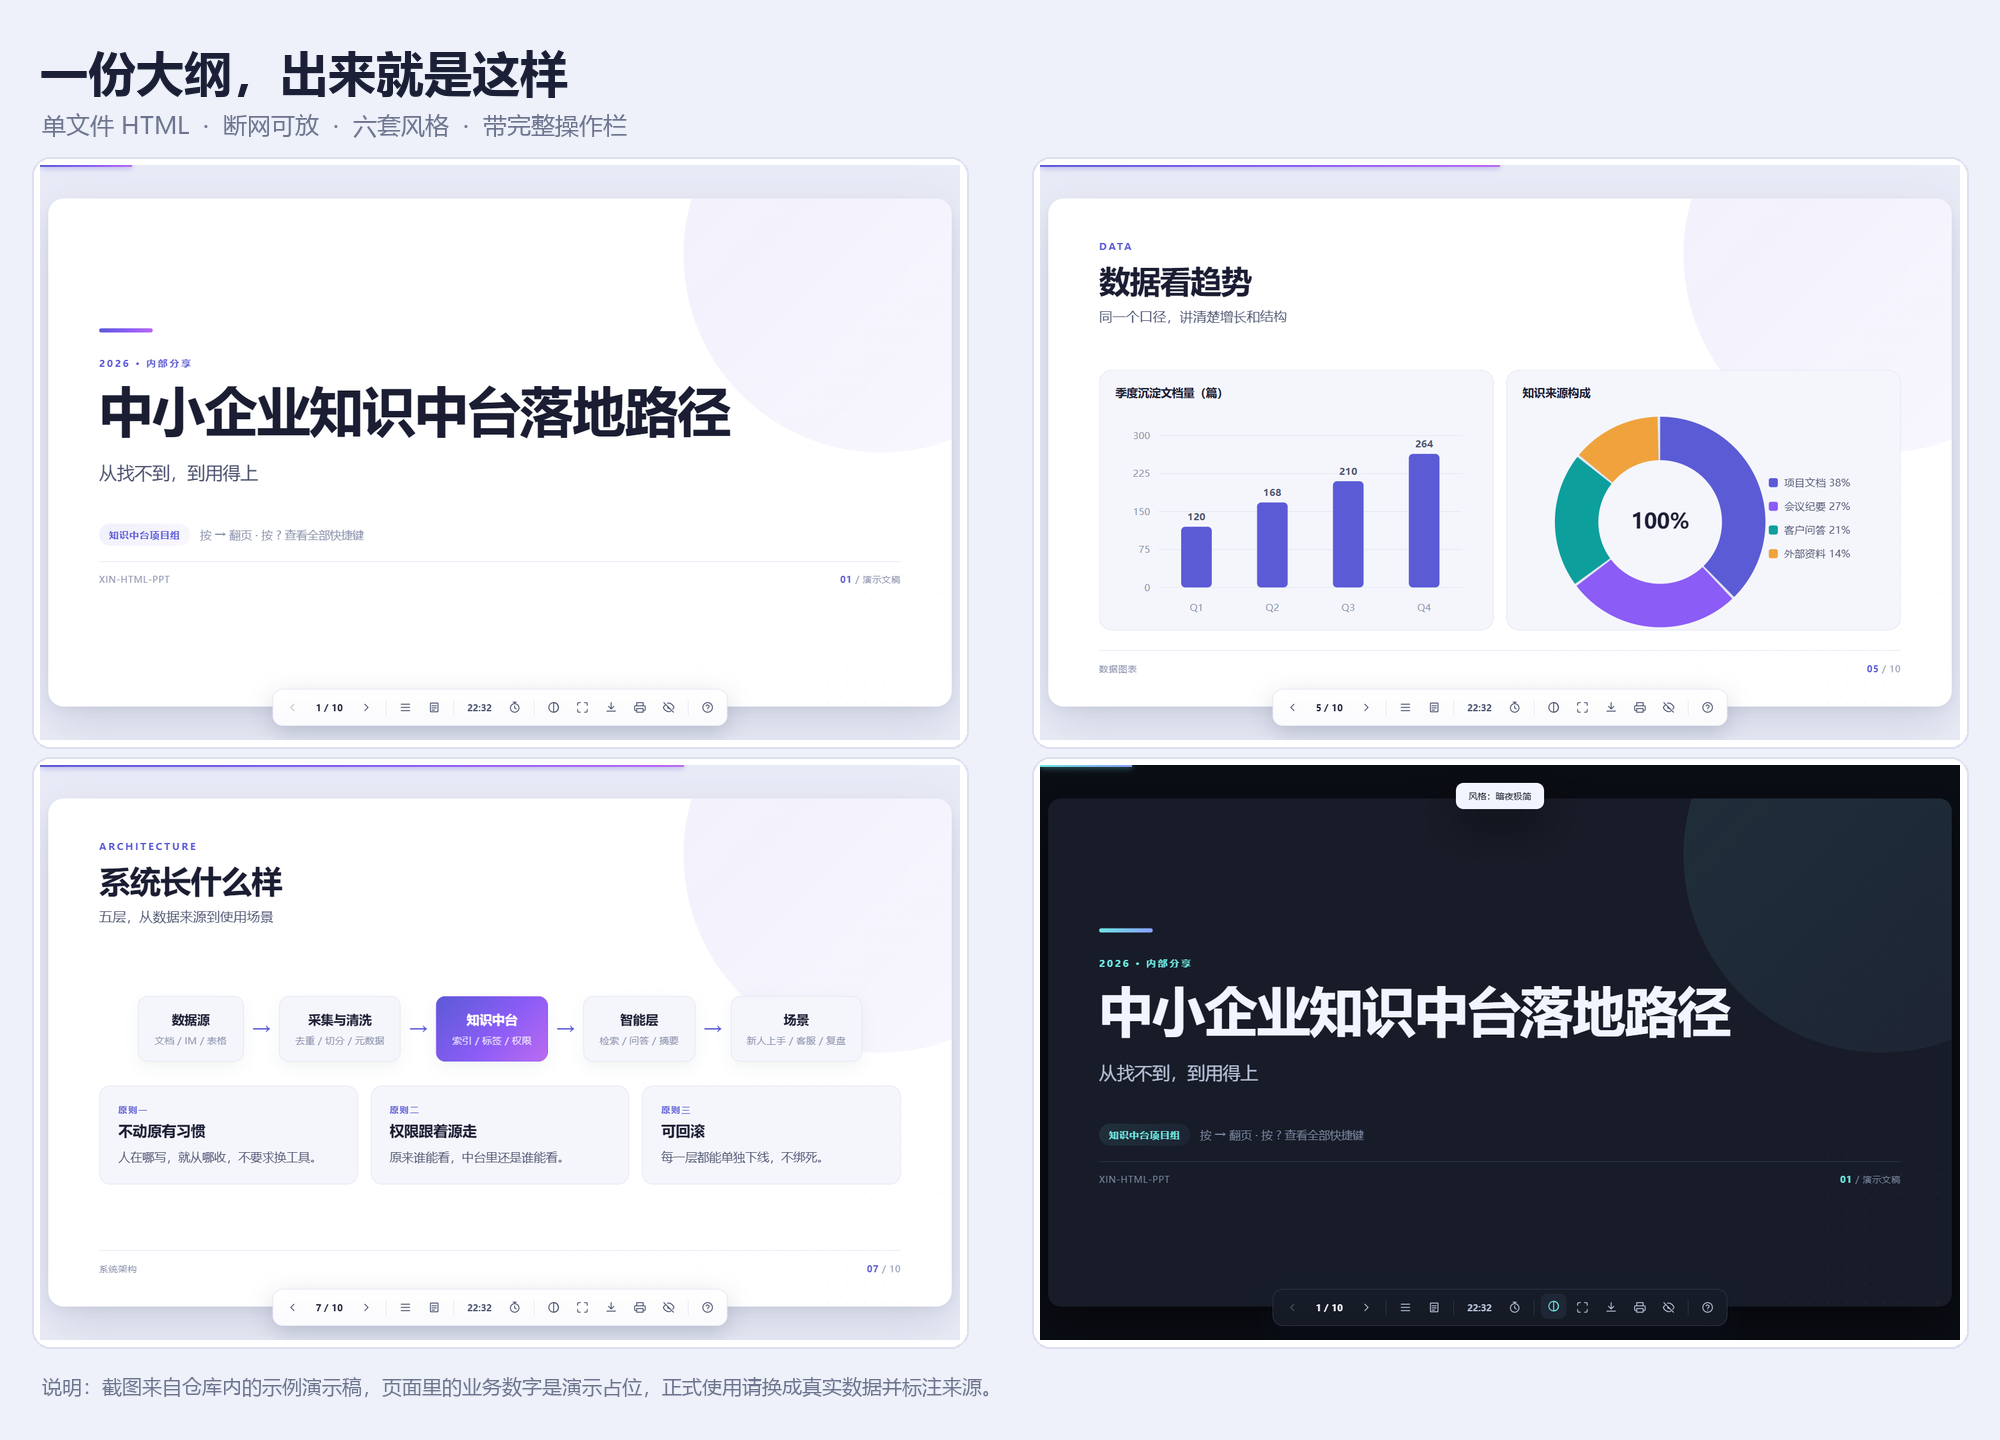 一份大纲，出来就是这样
单文件 HTML · 断网可放 · 六套风格 · 带完整操作栏
2026 • 内部分享
中小企业知识中台落地路径
从找不到，到用得上
知识中台项目组 按 → 翻页 · 按 ? 查看全部快捷键
XIN-HTML-PPT 01 / 演示文稿
1 / 10 22:32
DATA
数据看趋势
同一个口径，讲清楚增长和结构
季度沉淀文档量（篇）
300
225
150
75
0
120
168
210
264
Q1 Q2 Q3 Q4
知识来源构成
100%
项目文档 38%
会议纪要 27%
客户问答 21%
外部资料 14%
数据图表 05 / 10
5 / 10 22:32
ARCHITECTURE
系统长什么样
五层，从数据来源到使用场景
数据源 → 采集与清洗 → 知识中台 → 智能层 → 场景
文档 / IM / 表格 去重 / 切分 / 元数据 索引 / 标签 / 权限 检索 / 问答 / 摘要 新人上手 / 客服 / 复盘
原则一
不动原有习惯
人在哪写，就从哪收，不要求换工具。
原则二
权限跟着源走
原来谁能看，中台里还是谁能看。
原则三
可回滚
每一层都能单独下线，不绑死。
系统架构 07 / 10
7 / 10 22:32
风格：暗夜极简
2026 • 内部分享
中小企业知识中台落地路径
从找不到，到用得上
知识中台项目组 按 → 翻页 · 按 ? 查看全部快捷键
XIN-HTML-PPT 01 / 演示文稿
1 / 10 22:32
说明：截图来自仓库内的示例演示稿，页面里的业务数字是演示占位，正式使用请换成真实数据并标注来源。